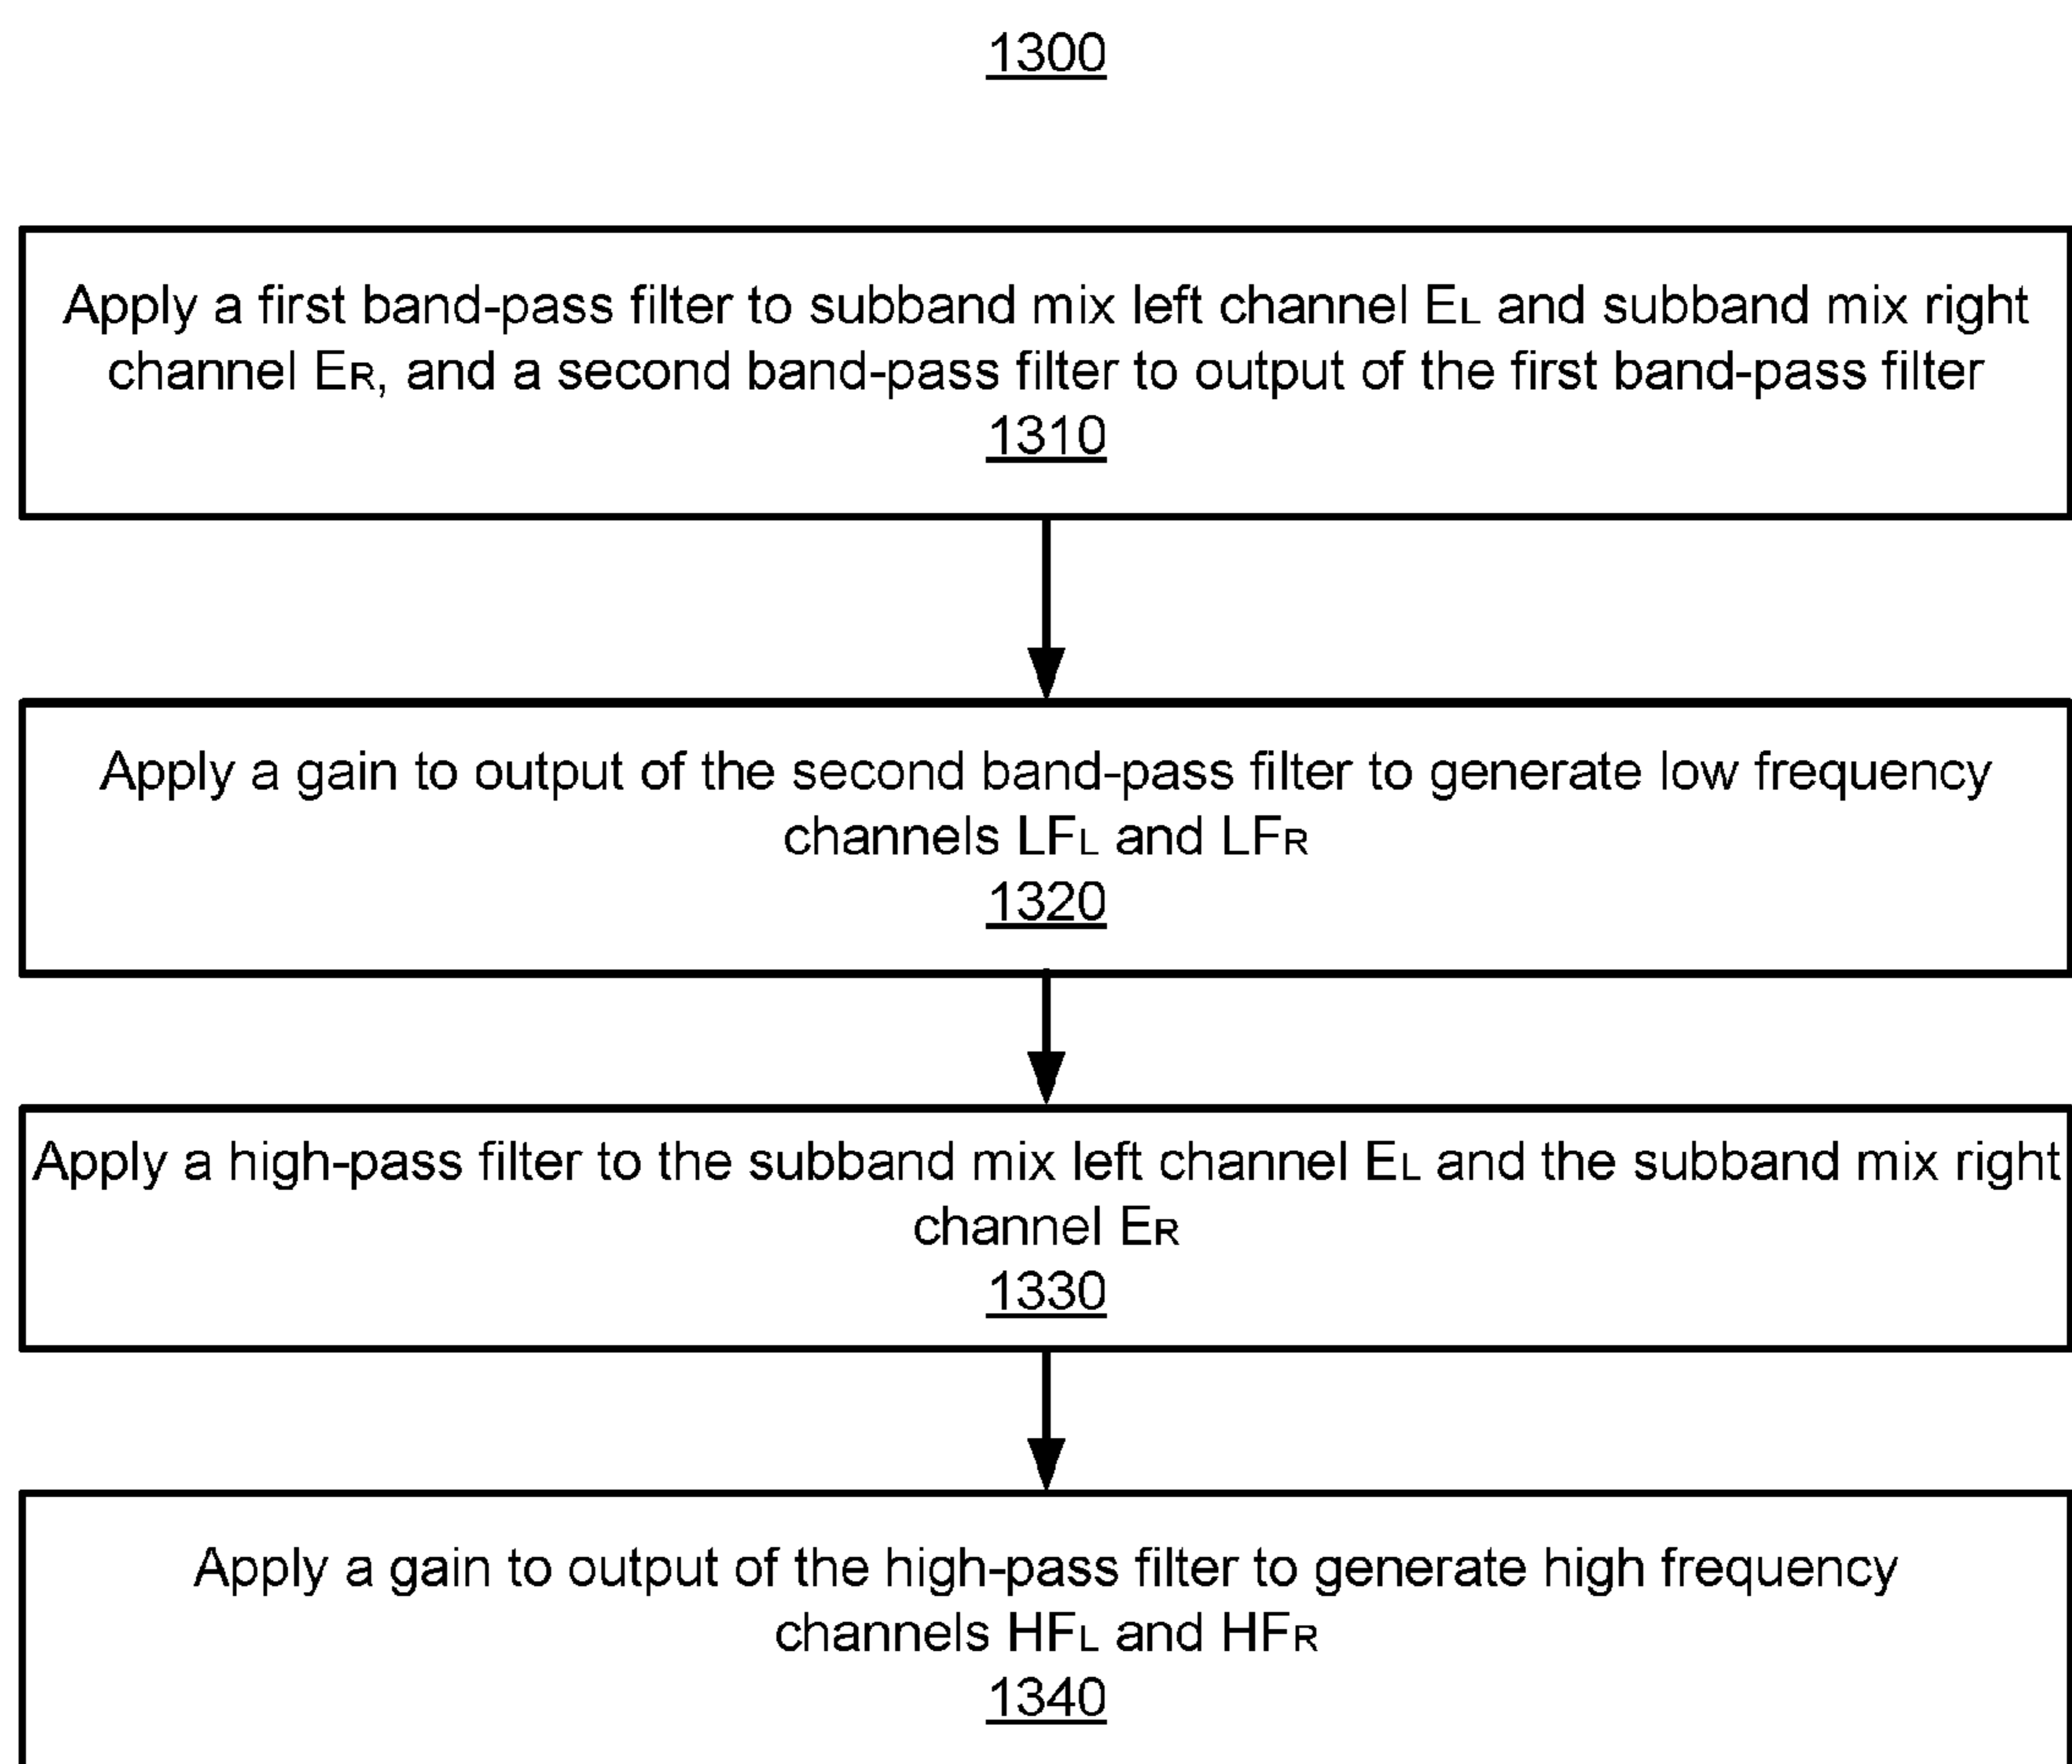 1300
Apply a first band-pass filter to subband mix left channel EL and subband mix right
channel ER, and a second band-pass filter to output of the first band-pass filter
1310
Apply a gain to output of the second band-pass filter to generate low frequency
channels LFL and LFR
1320
Apply a high-pass filter to the subband mix left channel EL and the subband mix right
channel ER
1330
Apply a gain to output of the high-pass filter to generate high frequency
channels HFL and HFR
1340